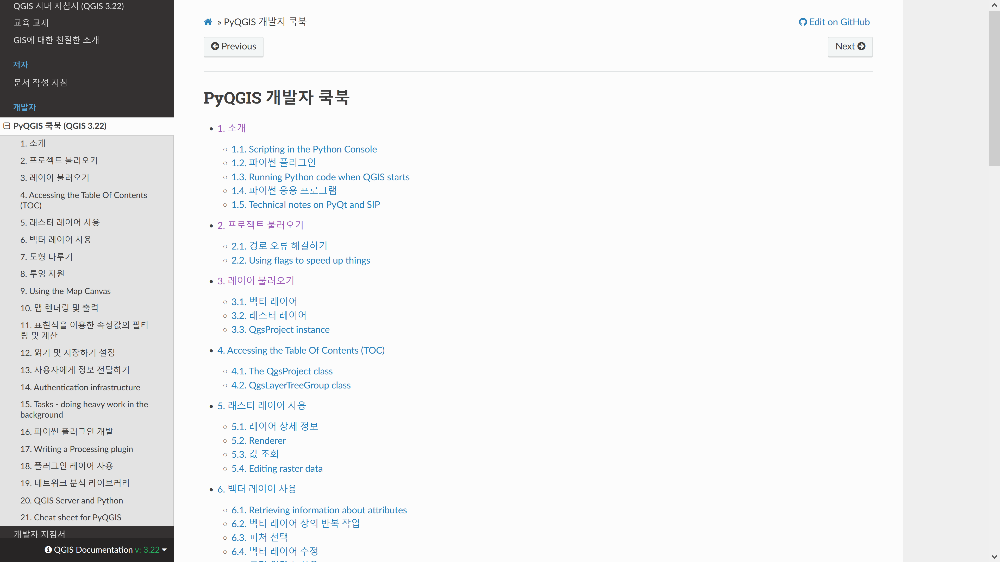 QGIS 서버 지침서 (QGIS 3.22)
교육 교재
GIS에 대한 친절한 소개
저자
문서 작성 지침
개발자
PyQGIS 쿡북 (QGIS 3.22)
1. 소개
2. 프로젝트 불러오기
3. 레이어 불러오기
4. Accessing the Table Of Contents
(TOC)
5. 래스터 레이어 사용
6. 벡터 레이어 사용
7. 도형 다루기
8. 투영 지원
9. Using the Map Canvas
10. 맵 렌더링 및 출력
11. 표현식을 이용한 속성값의 필터
링 및 계산
12. 읽기 및 저장하기 설정
13. 사용자에게 정보 전달하기
14. Authentication infrastructure
15. Tasks - doing heavy work in the
background
16. 파이썬 플러그인 개발
17. Writing a Processing plugin
18. 플러그인 레이어 사용
19. 네트워크 분석 라이브러리
20. QGIS Server and Python
21. Cheat sheet for PyQGIS
개발자 지침서
QGIS Documentation v: 3.22
» PyQGIS 개발자 쿡북
Edit on GitHub
Previous
Next
PyQGIS 개발자 쿡북
1. 소개
1.1. Scripting in the Python Console
1.2. 파이썬 플러그인
1.3. Running Python code when QGIS starts
1.4. 파이썬 응용 프로그램
1.5. Technical notes on PyQt and SIP
2. 프로젝트 불러오기
2.1. 경로 오류 해결하기
2.2. Using flags to speed up things
3. 레이어 불러오기
3.1. 벡터 레이어
3.2. 래스터 레이어
3.3. QgsProject instance
4. Accessing the Table Of Contents (TOC)
4.1. The QgsProject class
4.2. QgsLayerTreeGroup class
5. 래스터 레이어 사용
5.1. 레이어 상세 정보
5.2. Renderer
5.3. 값 조회
5.4. Editing raster data
6. 벡터 레이어 사용
6.1. Retrieving information about attributes
6.2. 벡터 레이어 상의 반복 작업
6.3. 피처 선택
6.4. 벡터 레이어 수정